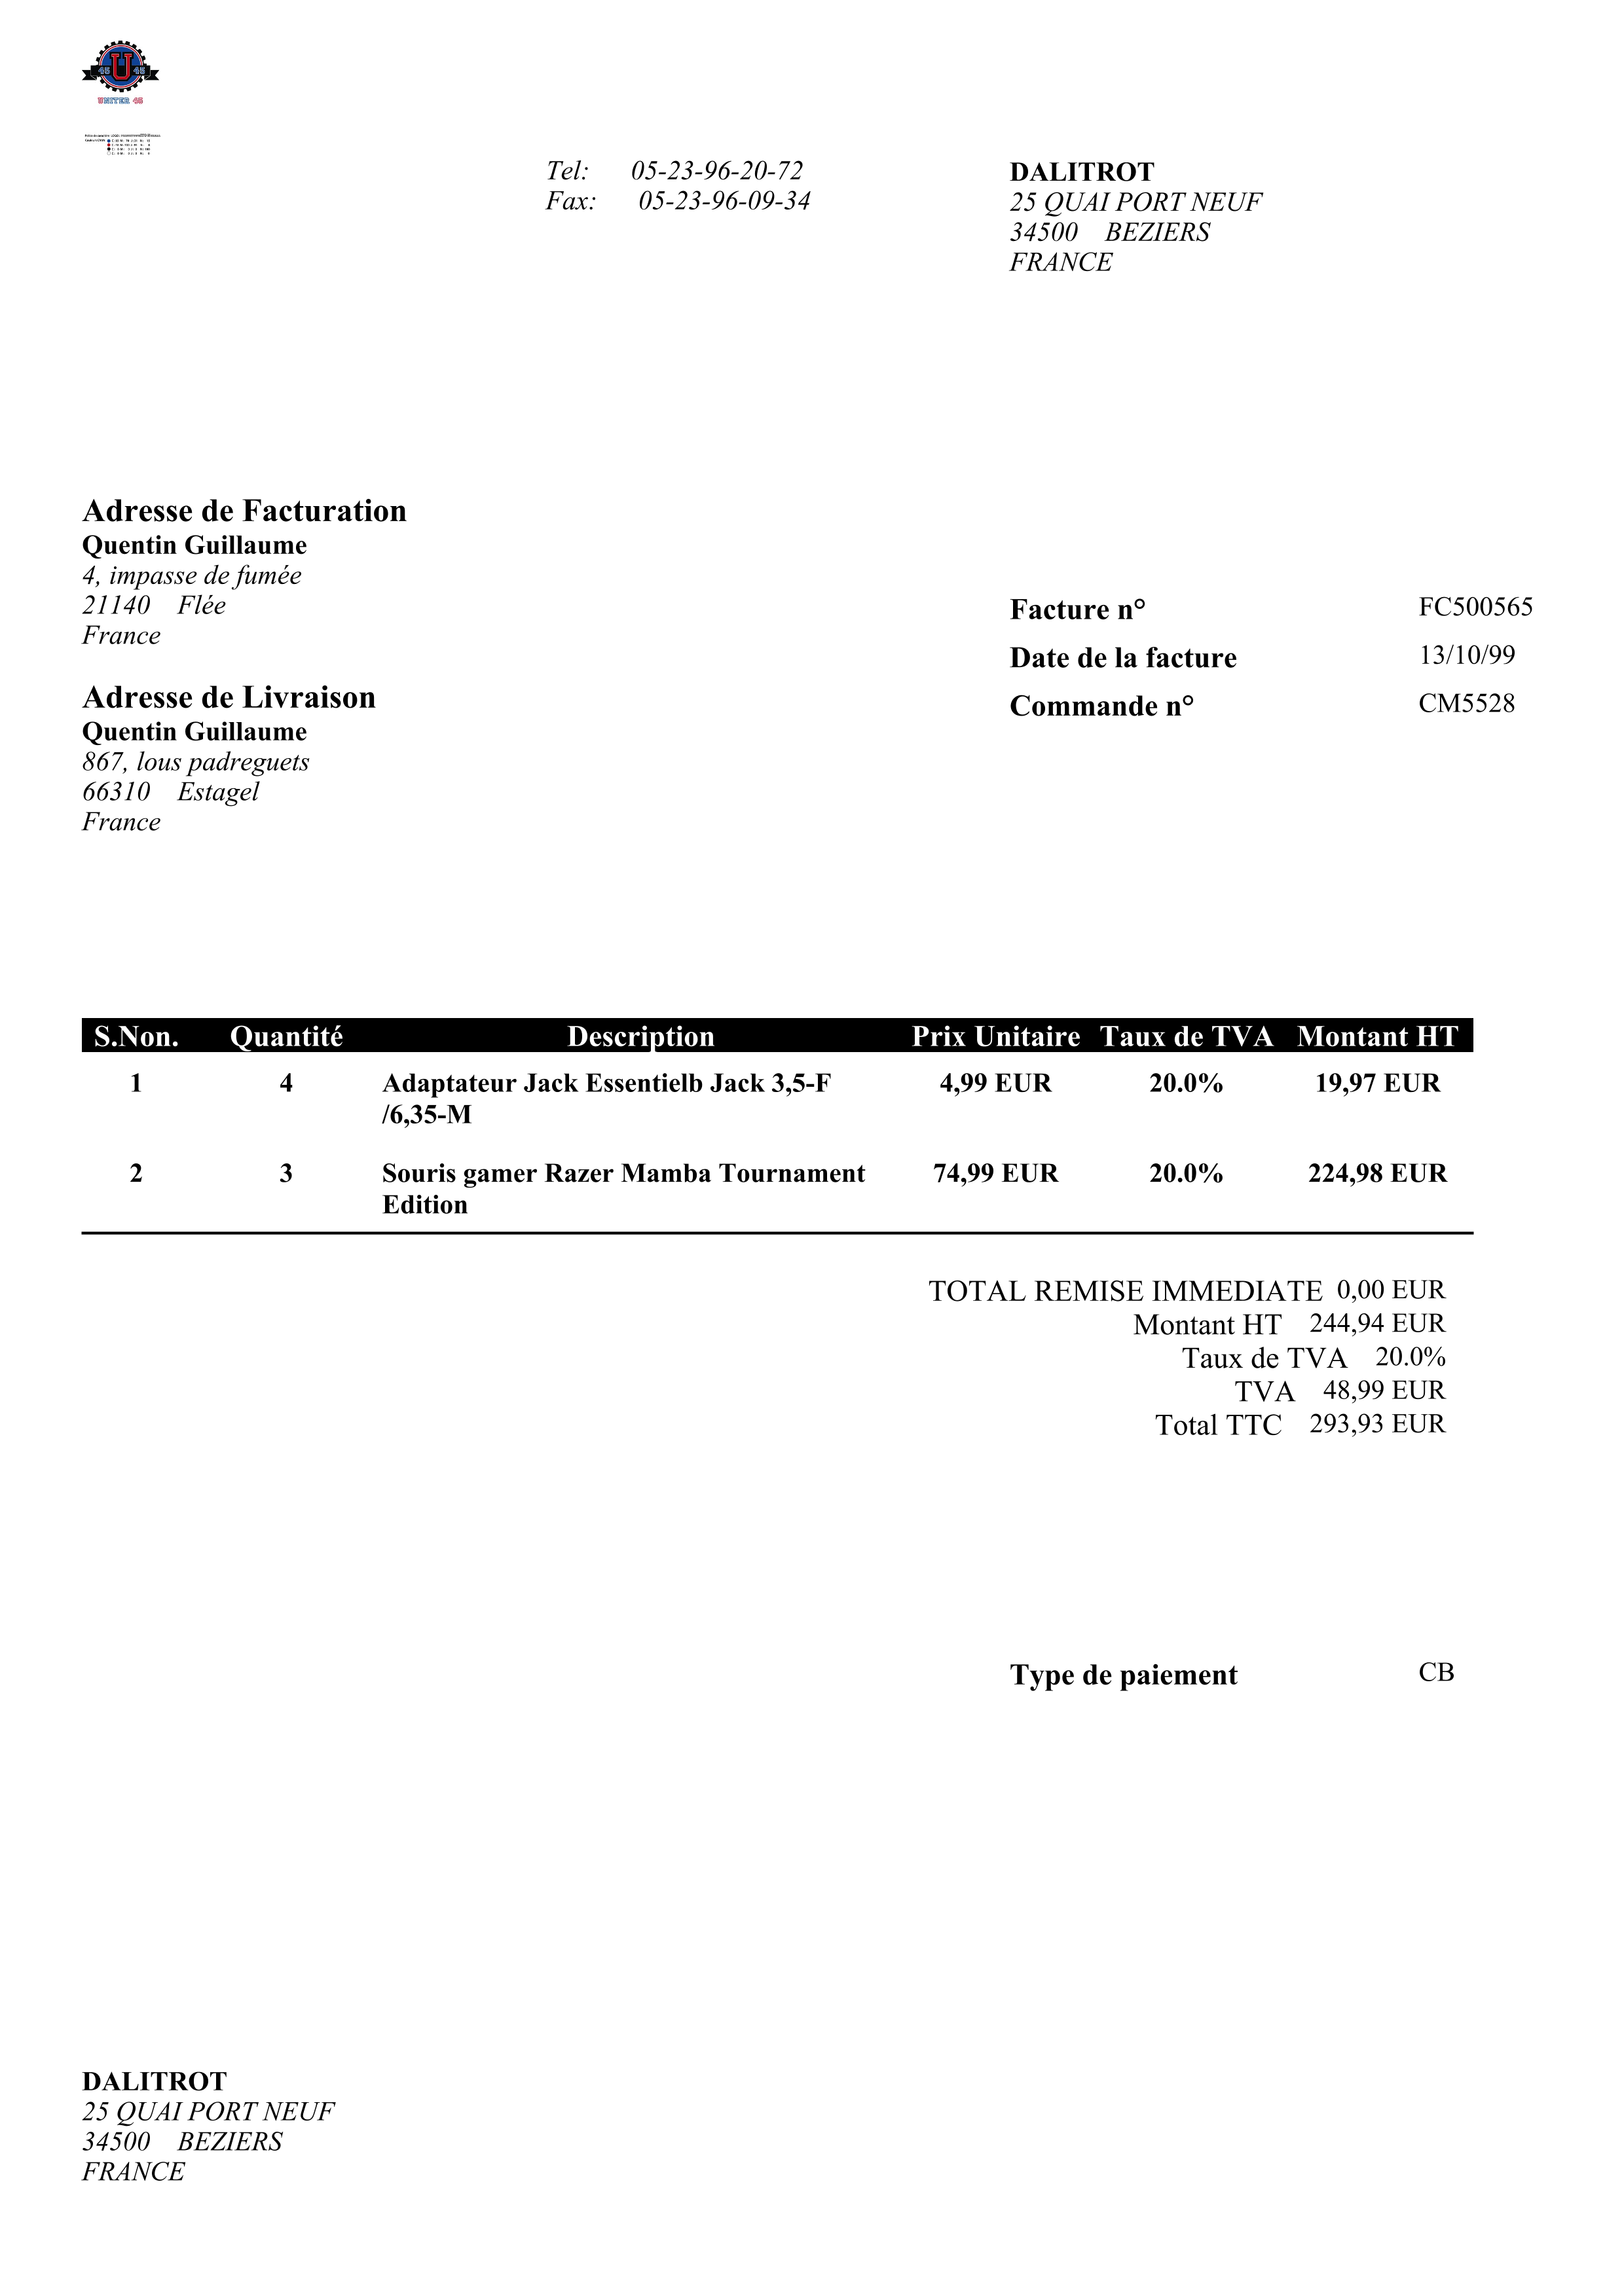 45 U 45
UNITER 45
Tel: 05-23-96-20-72
Fax: 05-23-96-09-34
DALITROT
25 QUAI PORT NEUF
34500 BEZIERS
FRANCE
Adresse de Facturation
Quentin Guillaume
4, impasse de fumée
21140 Flée
France
Facture n° FC500565
Date de la facture 13/10/99
Commande n° CM5528
Adresse de Livraison
Quentin Guillaume
867, lous padreguets
66310 Estagel
France
S.Non. Quantité Description Prix Unitaire Taux de TVA Montant HT
1 4 Adaptateur Jack Essentielb Jack 3,5-F 4,99 EUR 20.0% 19,97 EUR
/6,35-M
2 3 Souris gamer Razer Mamba Tournament 74,99 EUR 20.0% 224,98 EUR
Edition
TOTAL REMISE IMMEDIATE 0,00 EUR
Montant HT 244,94 EUR
Taux de TVA 20.0%
TVA 48,99 EUR
Total TTC 293,93 EUR
Type de paiement CB
DALITROT
25 QUAI PORT NEUF
34500 BEZIERS
FRANCE